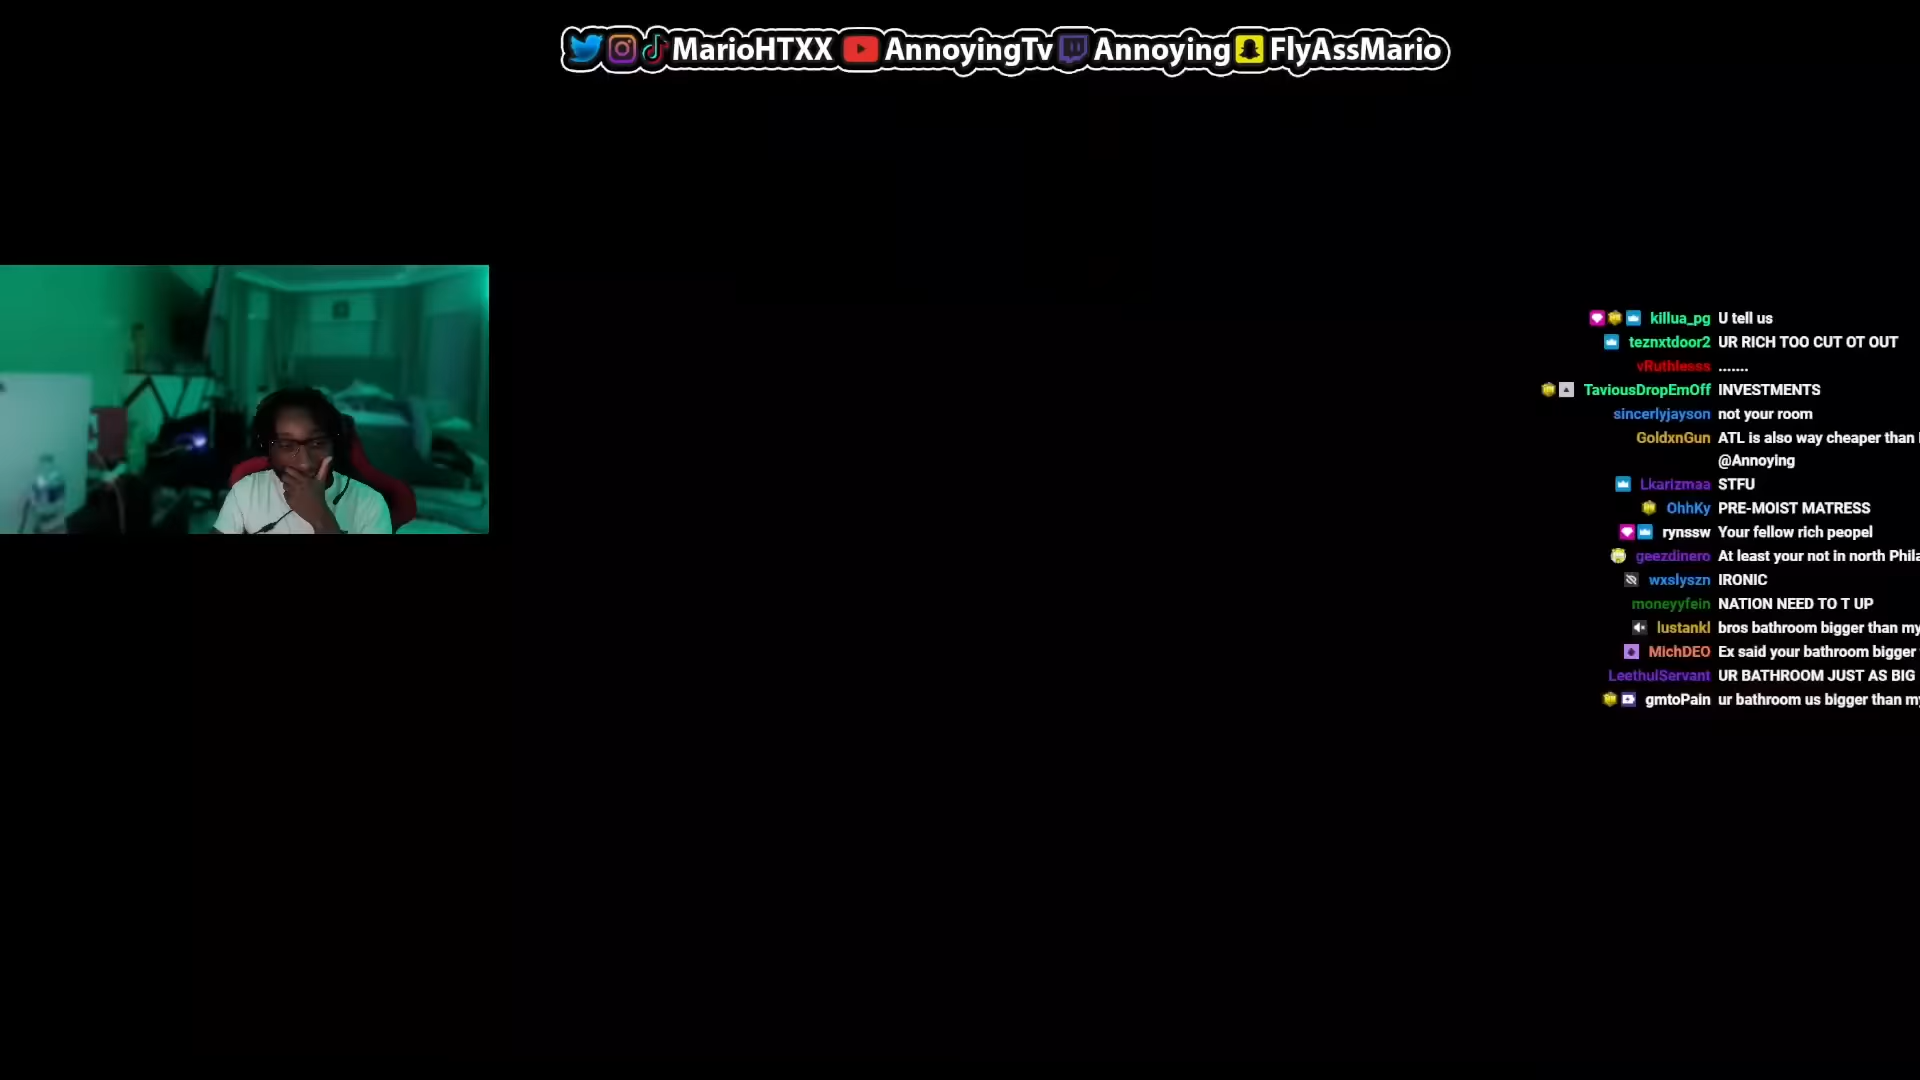 MarioHTXX AnnoyingTv Annoying FlyAssMario
killua_pg U tell us
teznxtdoor2 UR RICH TOO CUT OT OUT
vRuthlesss .......
TaviousDropEmOff INVESTMENTS
sincerlyjayson not your room
GoldxnGun ATL is also way cheaper than
@Annoying
Lkarizmaa STFU
OhhKy PRE-MOIST MATRESS
rynssw Your fellow rich peopel
geezdinero At least your not in north Phila
wxslyszn IRONIC
moneyyfein NATION NEED TO T UP
lustankl bros bathroom bigger than my
MichDEO Ex said your bathroom bigger
LeethulServant UR BATHROOM JUST AS BIG
gmtoPain ur bathroom us bigger than my